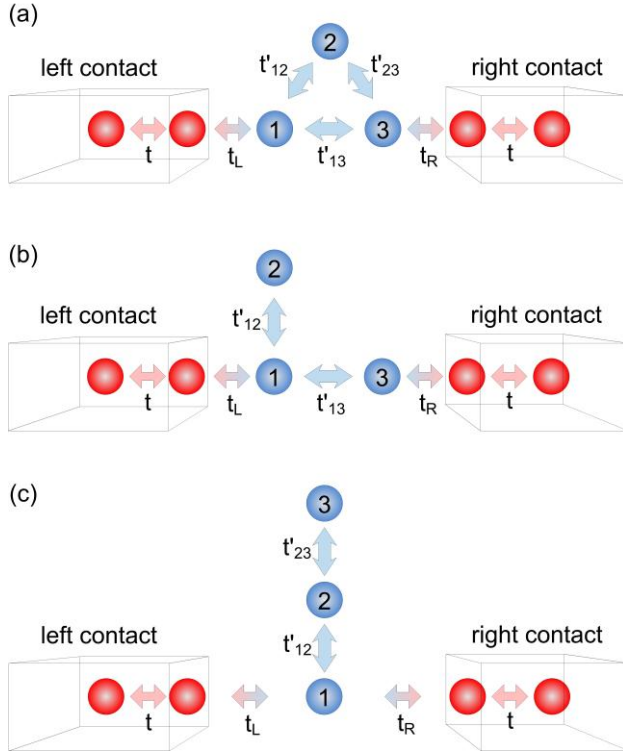 (a)
2
left contact
t'12
t'23
right contact
1
3
t
tL
t'13
tR
t
(b)
2
left contact
t'12
right contact
1
3
t
tL
t'13
tR
t
(c)
3
t'23
2
left contact
t'12
right contact
1
t
tL
tR
t